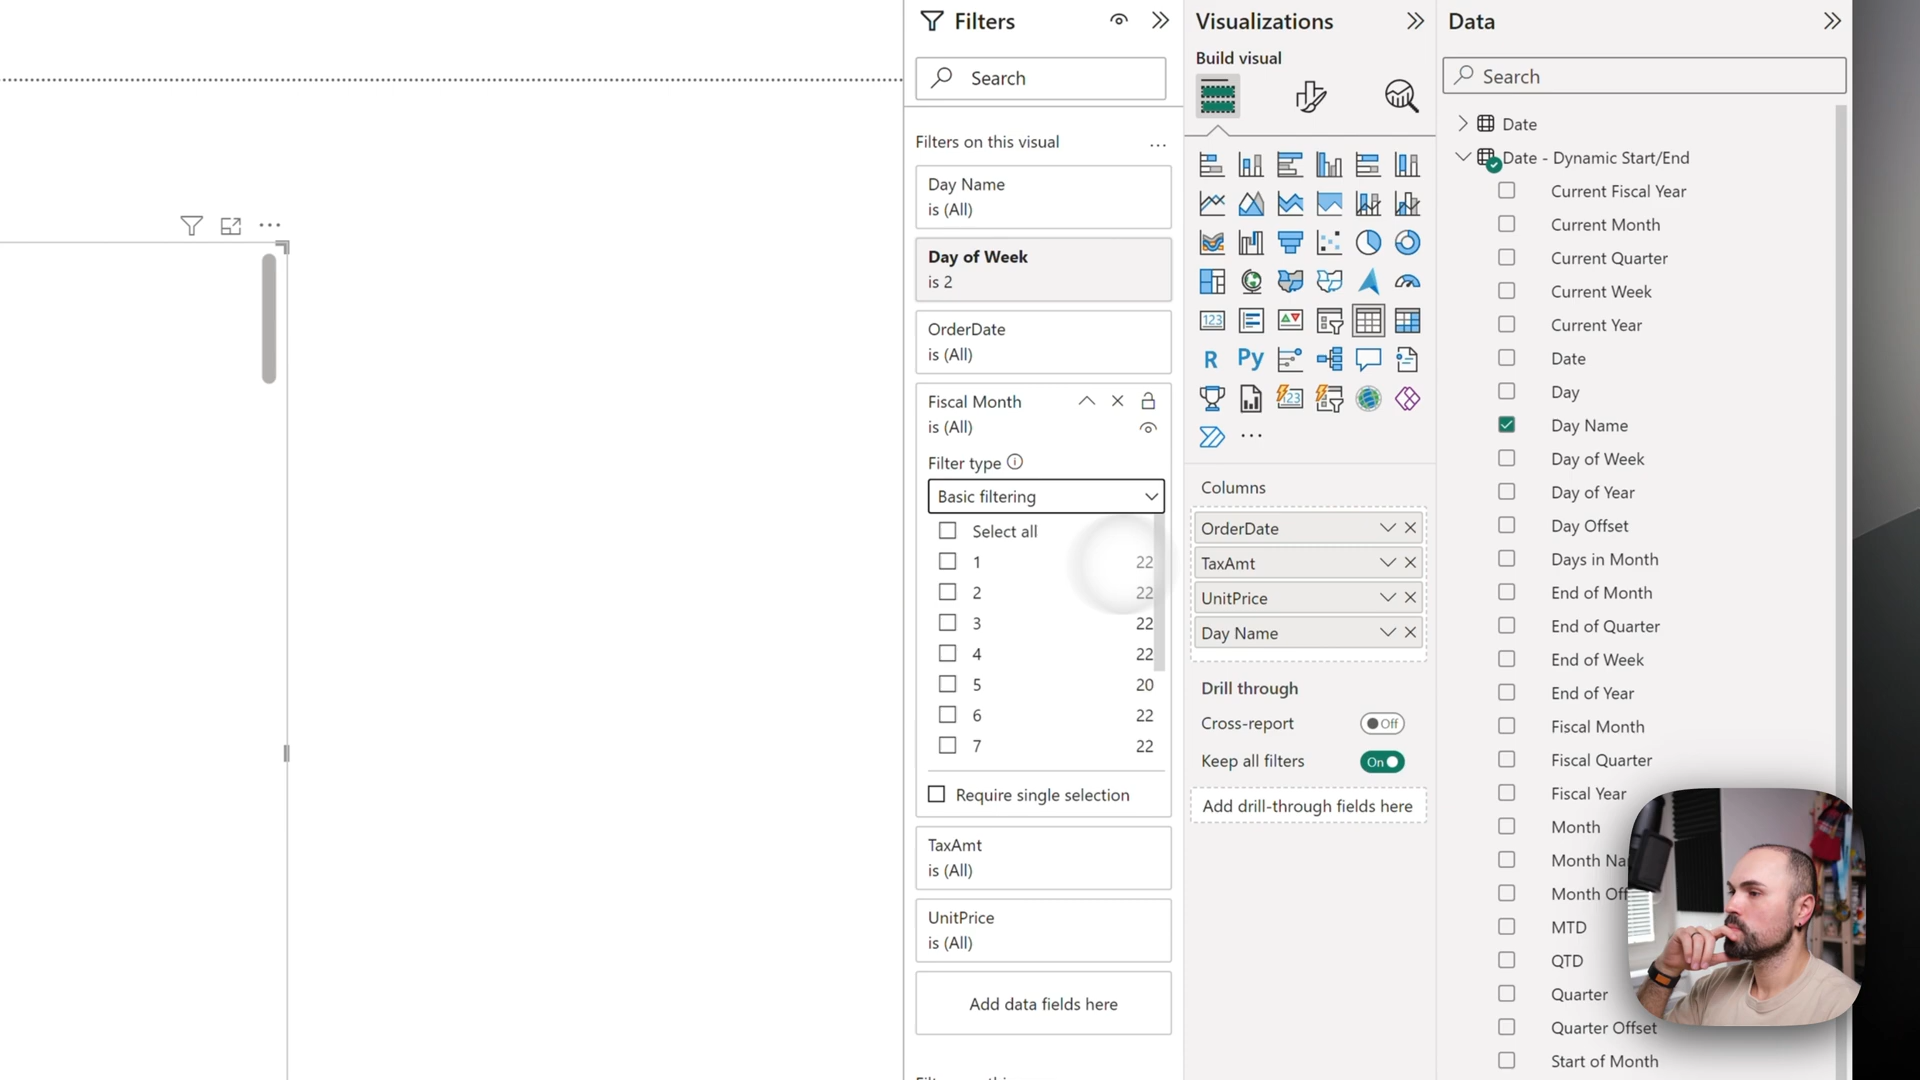 Filters
Search
Filters on this visual
...
Day Name
is (All)
Day of Week
is 2
OrderDate
is (All)
Fiscal Month
is (All)
Filter type
Basic filtering
Select all
1 22
2 22
3 22
4 22
5 20
6 22
7 22
Require single selection
TaxAmt
is (All)
UnitPrice
is (All)
Add data fields here
Visualizations
Build visual
123
R Py
123
...
Columns
OrderDate
TaxAmt
UnitPrice
Day Name
Drill through
Cross-report Off
Keep all filters On
Add drill-through fields here
Data
Search
Date
Date - Dynamic Start/End
Current Fiscal Year
Current Month
Current Quarter
Current Week
Current Year
Date
Day
Day Name
Day of Week
Day of Year
Day Offset
Days in Month
End of Month
End of Quarter
End of Week
End of Year
Fiscal Month
Fiscal Quarter
Fiscal Year
Month
Month Na
Month Off
MTD
QTD
Quarter
Quarter Offset
Start of Month